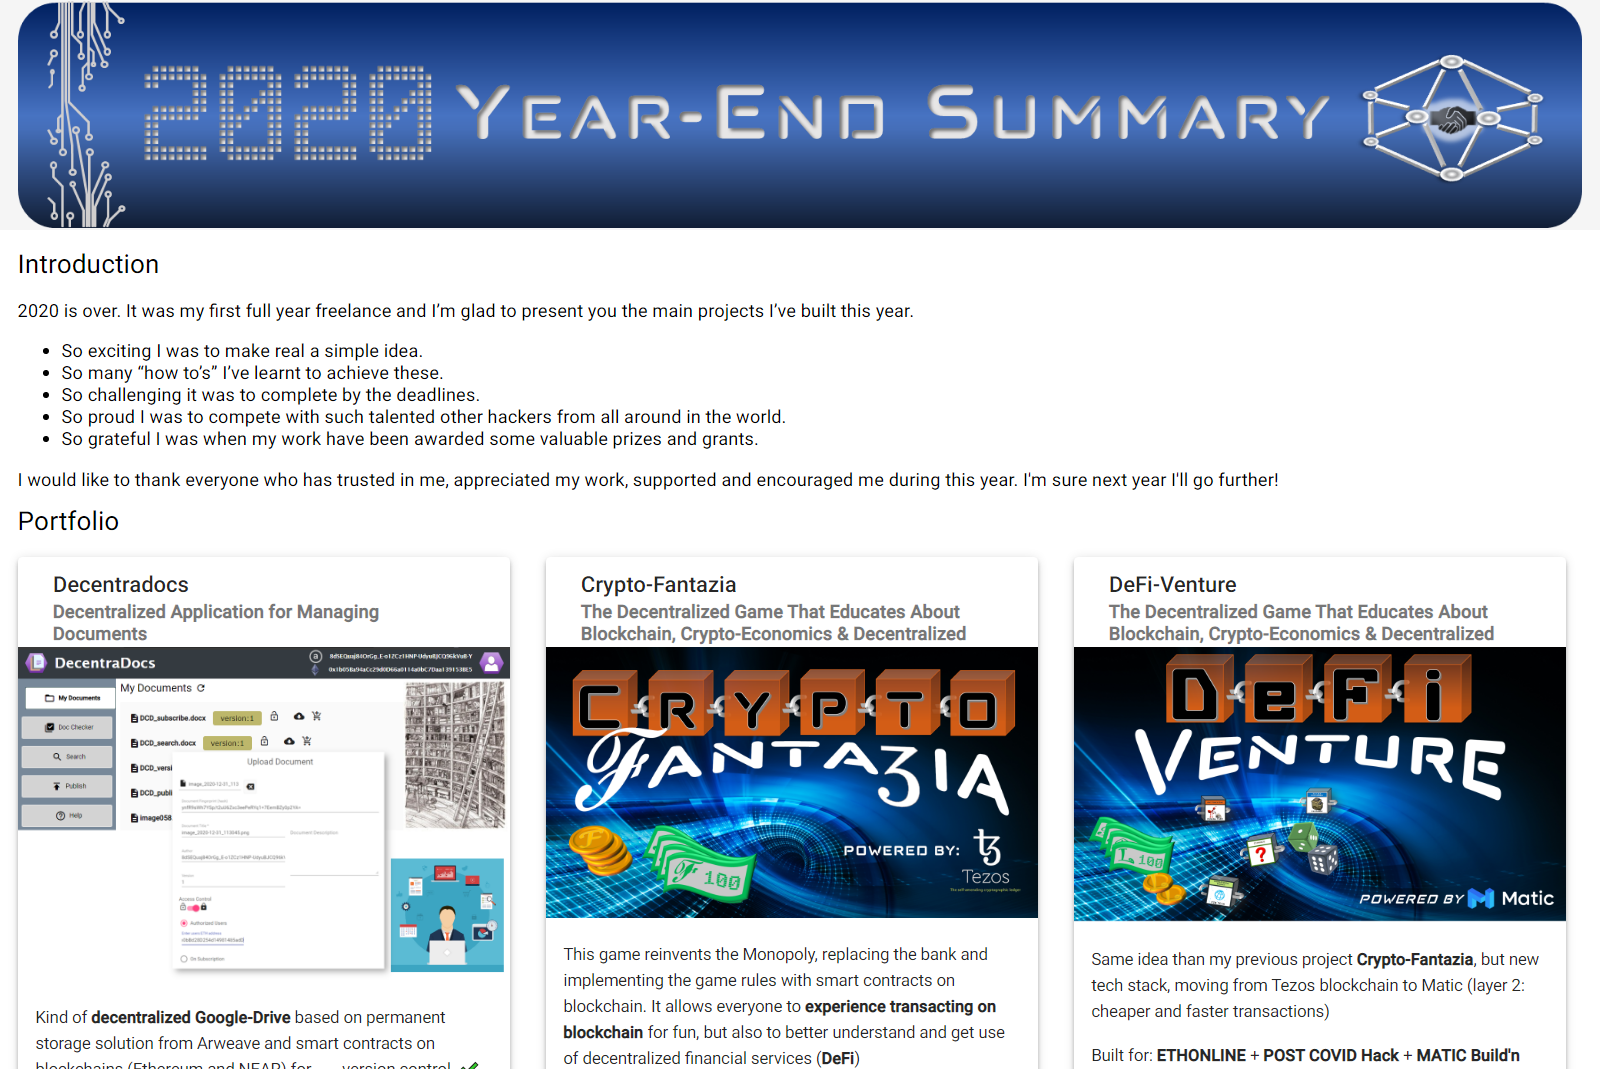 2020 Year-End Summary
Introduction
2020 is over. It was my first full year freelance and I’m glad to present you the main projects I’ve built this year.
So exciting I was to make real a simple idea.
So many “how to’s” I’ve learnt to achieve these.
So challenging it was to complete by the deadlines.
So proud I was to compete with such talented other hackers from all around in the world.
So grateful I was when my work have been awarded some valuable prizes and grants.
I would like to thank everyone who has trusted in me, appreciated my work, supported and encouraged me during this year. I'm sure next year I'll go further!
Portfolio
Decentradocs
Decentralized Application for Managing
Documents
DecentraDocs
My Documents
Doc Checker
Search
Publish
Help
My Documents
DCD_subscribe.docx version:1
DCD_search.docx version:1
DCD_versi
DCD_publi
image058
Upload Document
Document Description
Access Control
Authorized Users
On Subscription
Kind of decentralized Google-Drive based on permanent
storage solution from Arweave and smart contracts on
blockchains (Ethereum and NEAR) for version control
Crypto-Fantazia
The Decentralized Game That Educates About
Blockchain, Crypto-Economics & Decentralized
Crypto
Fantazia
100
Powered by:
Tezos
This game reinvents the Monopoly, replacing the bank and
implementing the game rules with smart contracts on
blockchain. It allows everyone to experience transacting on
blockchain for fun, but also to better understand and get use
of decentralized financial services (DeFi)
DeFi-Venture
The Decentralized Game That Educates About
Blockchain, Crypto-Economics & Decentralized
DeFi
Venture
100
?
Powered by Matic
Same idea than my previous project Crypto-Fantazia, but new
tech stack, moving from Tezos blockchain to Matic (layer 2:
cheaper and faster transactions)
Built for: ETHONLINE + POST COVID Hack + MATIC Build'n